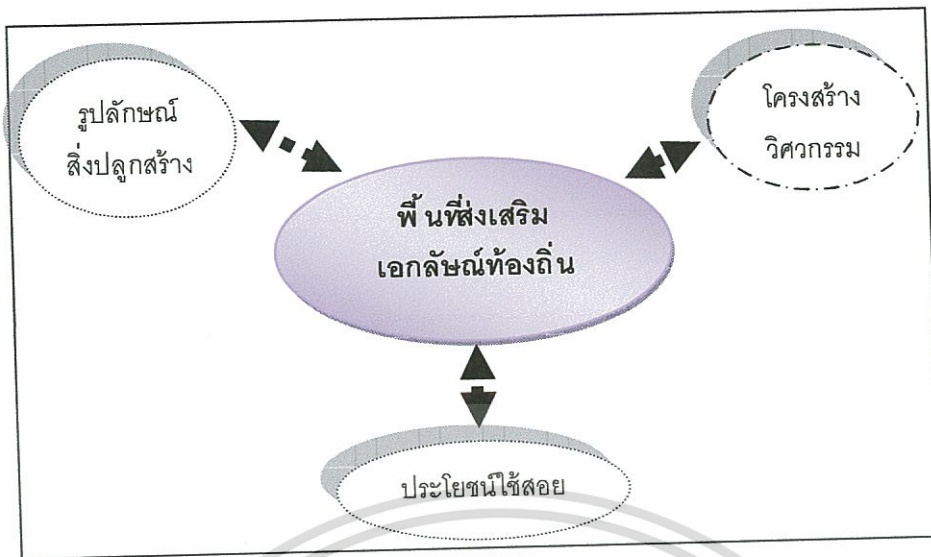 รูปลักษณ์
สิ่งปลูกสร้าง
โครงสร้าง
วิศวกรรม
พื้นที่ส่งเสริม
เอกลัษณ์ท้องถิ่น
ประโยชน์ใช้สอย